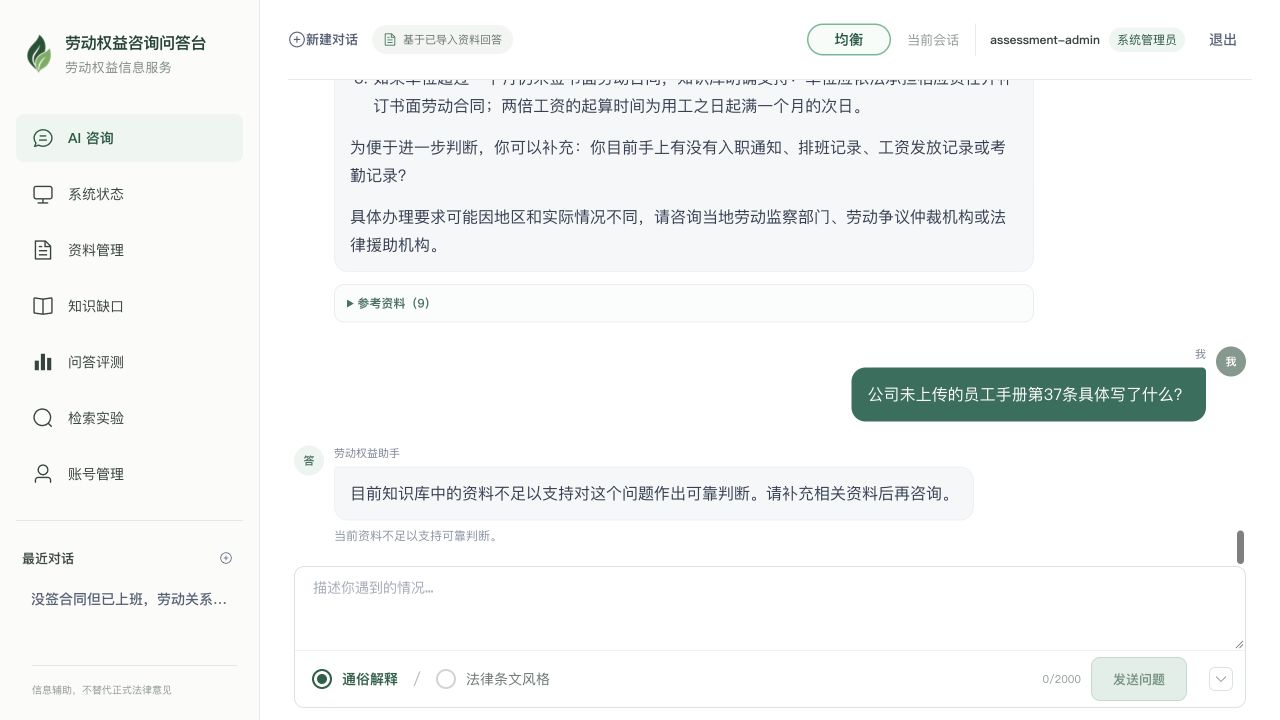 劳动权益咨询问答台
劳动权益信息服务
AI 咨询
系统状态
资料管理
知识缺口
问答评测
检索实验
账号管理
最近对话
没签合同但已上班，劳动关系...
信息辅助，不替代正式法律意见
新建对话
基于已导入资料回答
均衡
当前会话
assessment-admin
系统管理员
退出
订书面劳动合同；两倍工资的起算时间为用工之日起满一个月的次日。
为便于进一步判断，你可以补充：你目前手上有没有入职通知、排班记录、工资发放记录或考
勤记录？
具体办理要求可能因地区和实际情况不同，请咨询当地劳动监察部门、劳动争议仲裁机构或法
律援助机构。
参考资料（9）
我
我
公司未上传的员工手册第37条具体写了什么？
答
劳动权益助手
目前知识库中的资料不足以支持对这个问题作出可靠判断。请补充相关资料后再咨询。
当前资料不足以支持可靠判断。
描述你遇到的情况…
通俗解释 / 法律条文风格
0/2000
发送问题